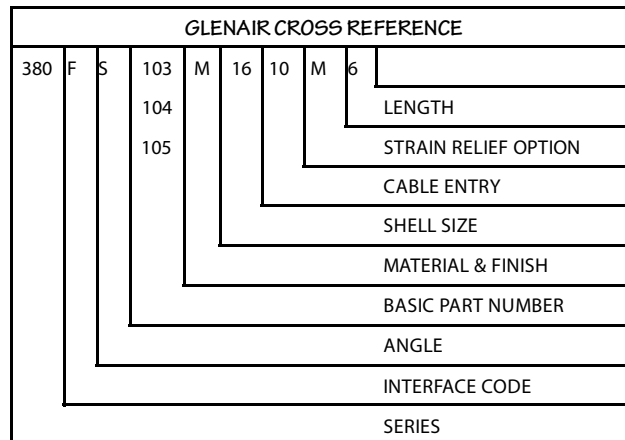 GLENAIR CROSS REFERENCE
380 F S 103 M 16 10 M 6
104
LENGTH
105
STRAIN RELIEF OPTION
CABLE ENTRY
SHELL SIZE
MATERIAL & FINISH
BASIC PART NUMBER
ANGLE
INTERFACE CODE
SERIES